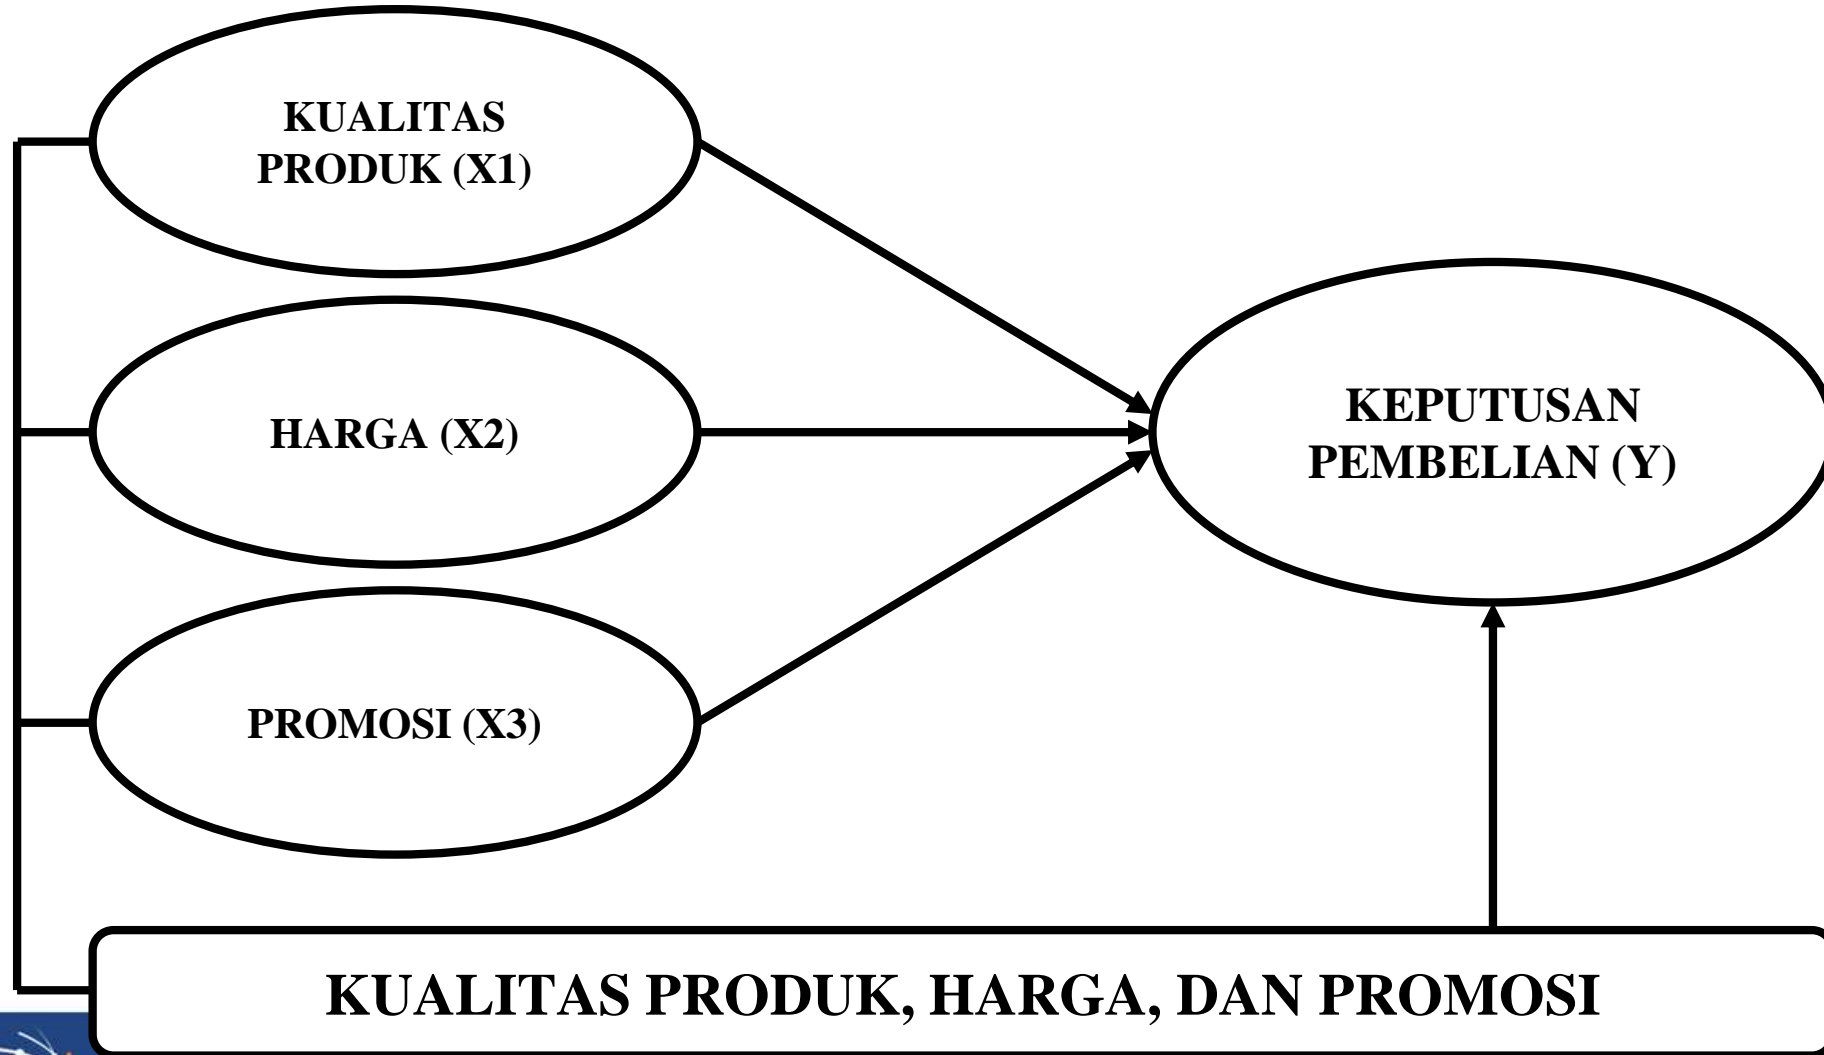 KUALITAS
PRODUK (X1)
HARGA (X2)
PROMOSI (X3)
KEPUTUSAN
PEMBELIAN (Y)
KUALITAS PRODUK, HARGA, DAN PROMOSI